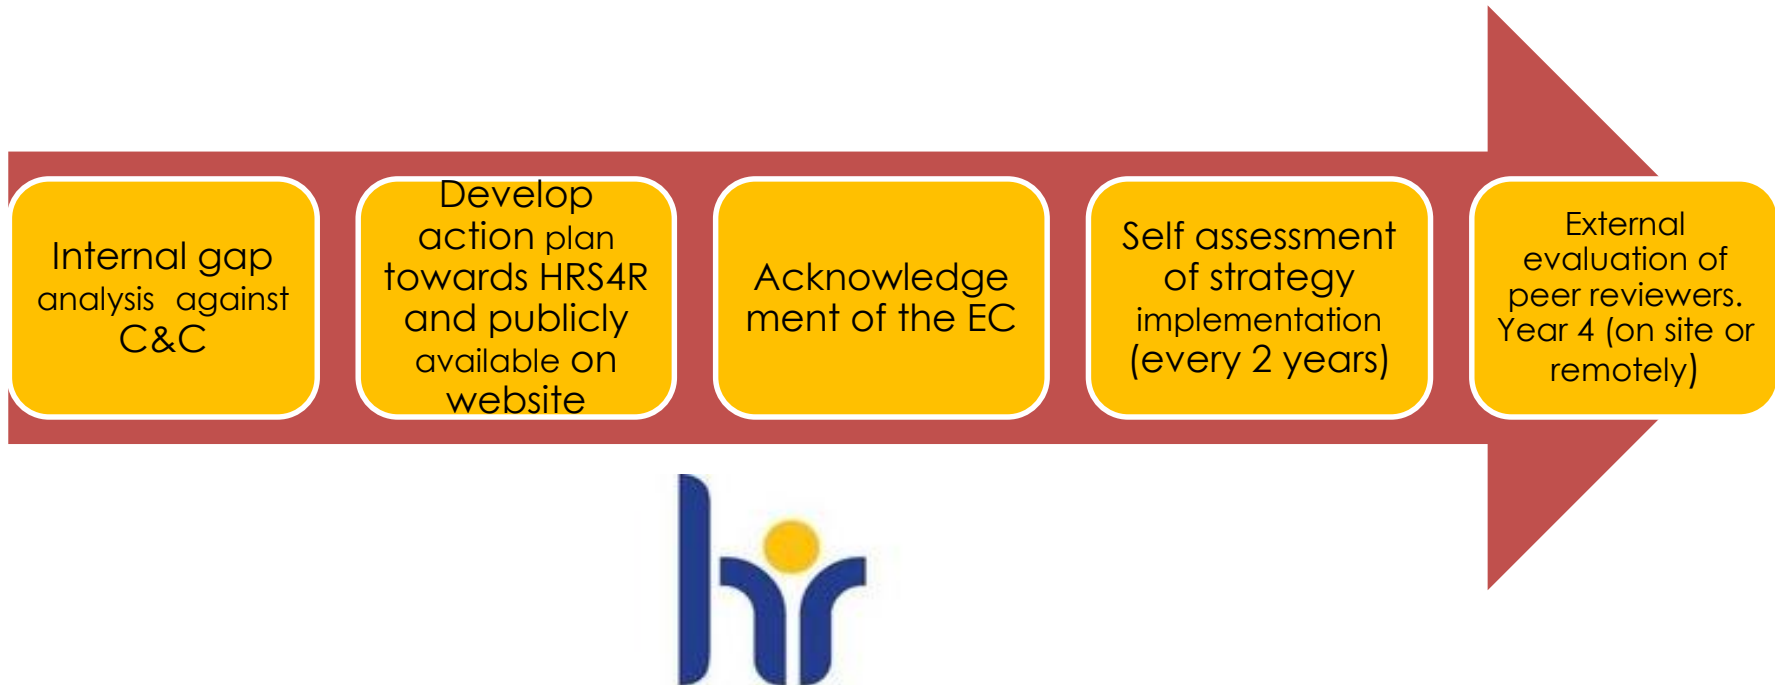 Internal gap
analysis against
C&C
Develop
action plan
towards HRS4R
and publicly
available on
website
Acknowledge
ment of the EC
Self assessment
of strategy
implementation
(every 2 years)
External
evaluation of
peer reviewers.
Year 4 (on site or
remotely)
hr